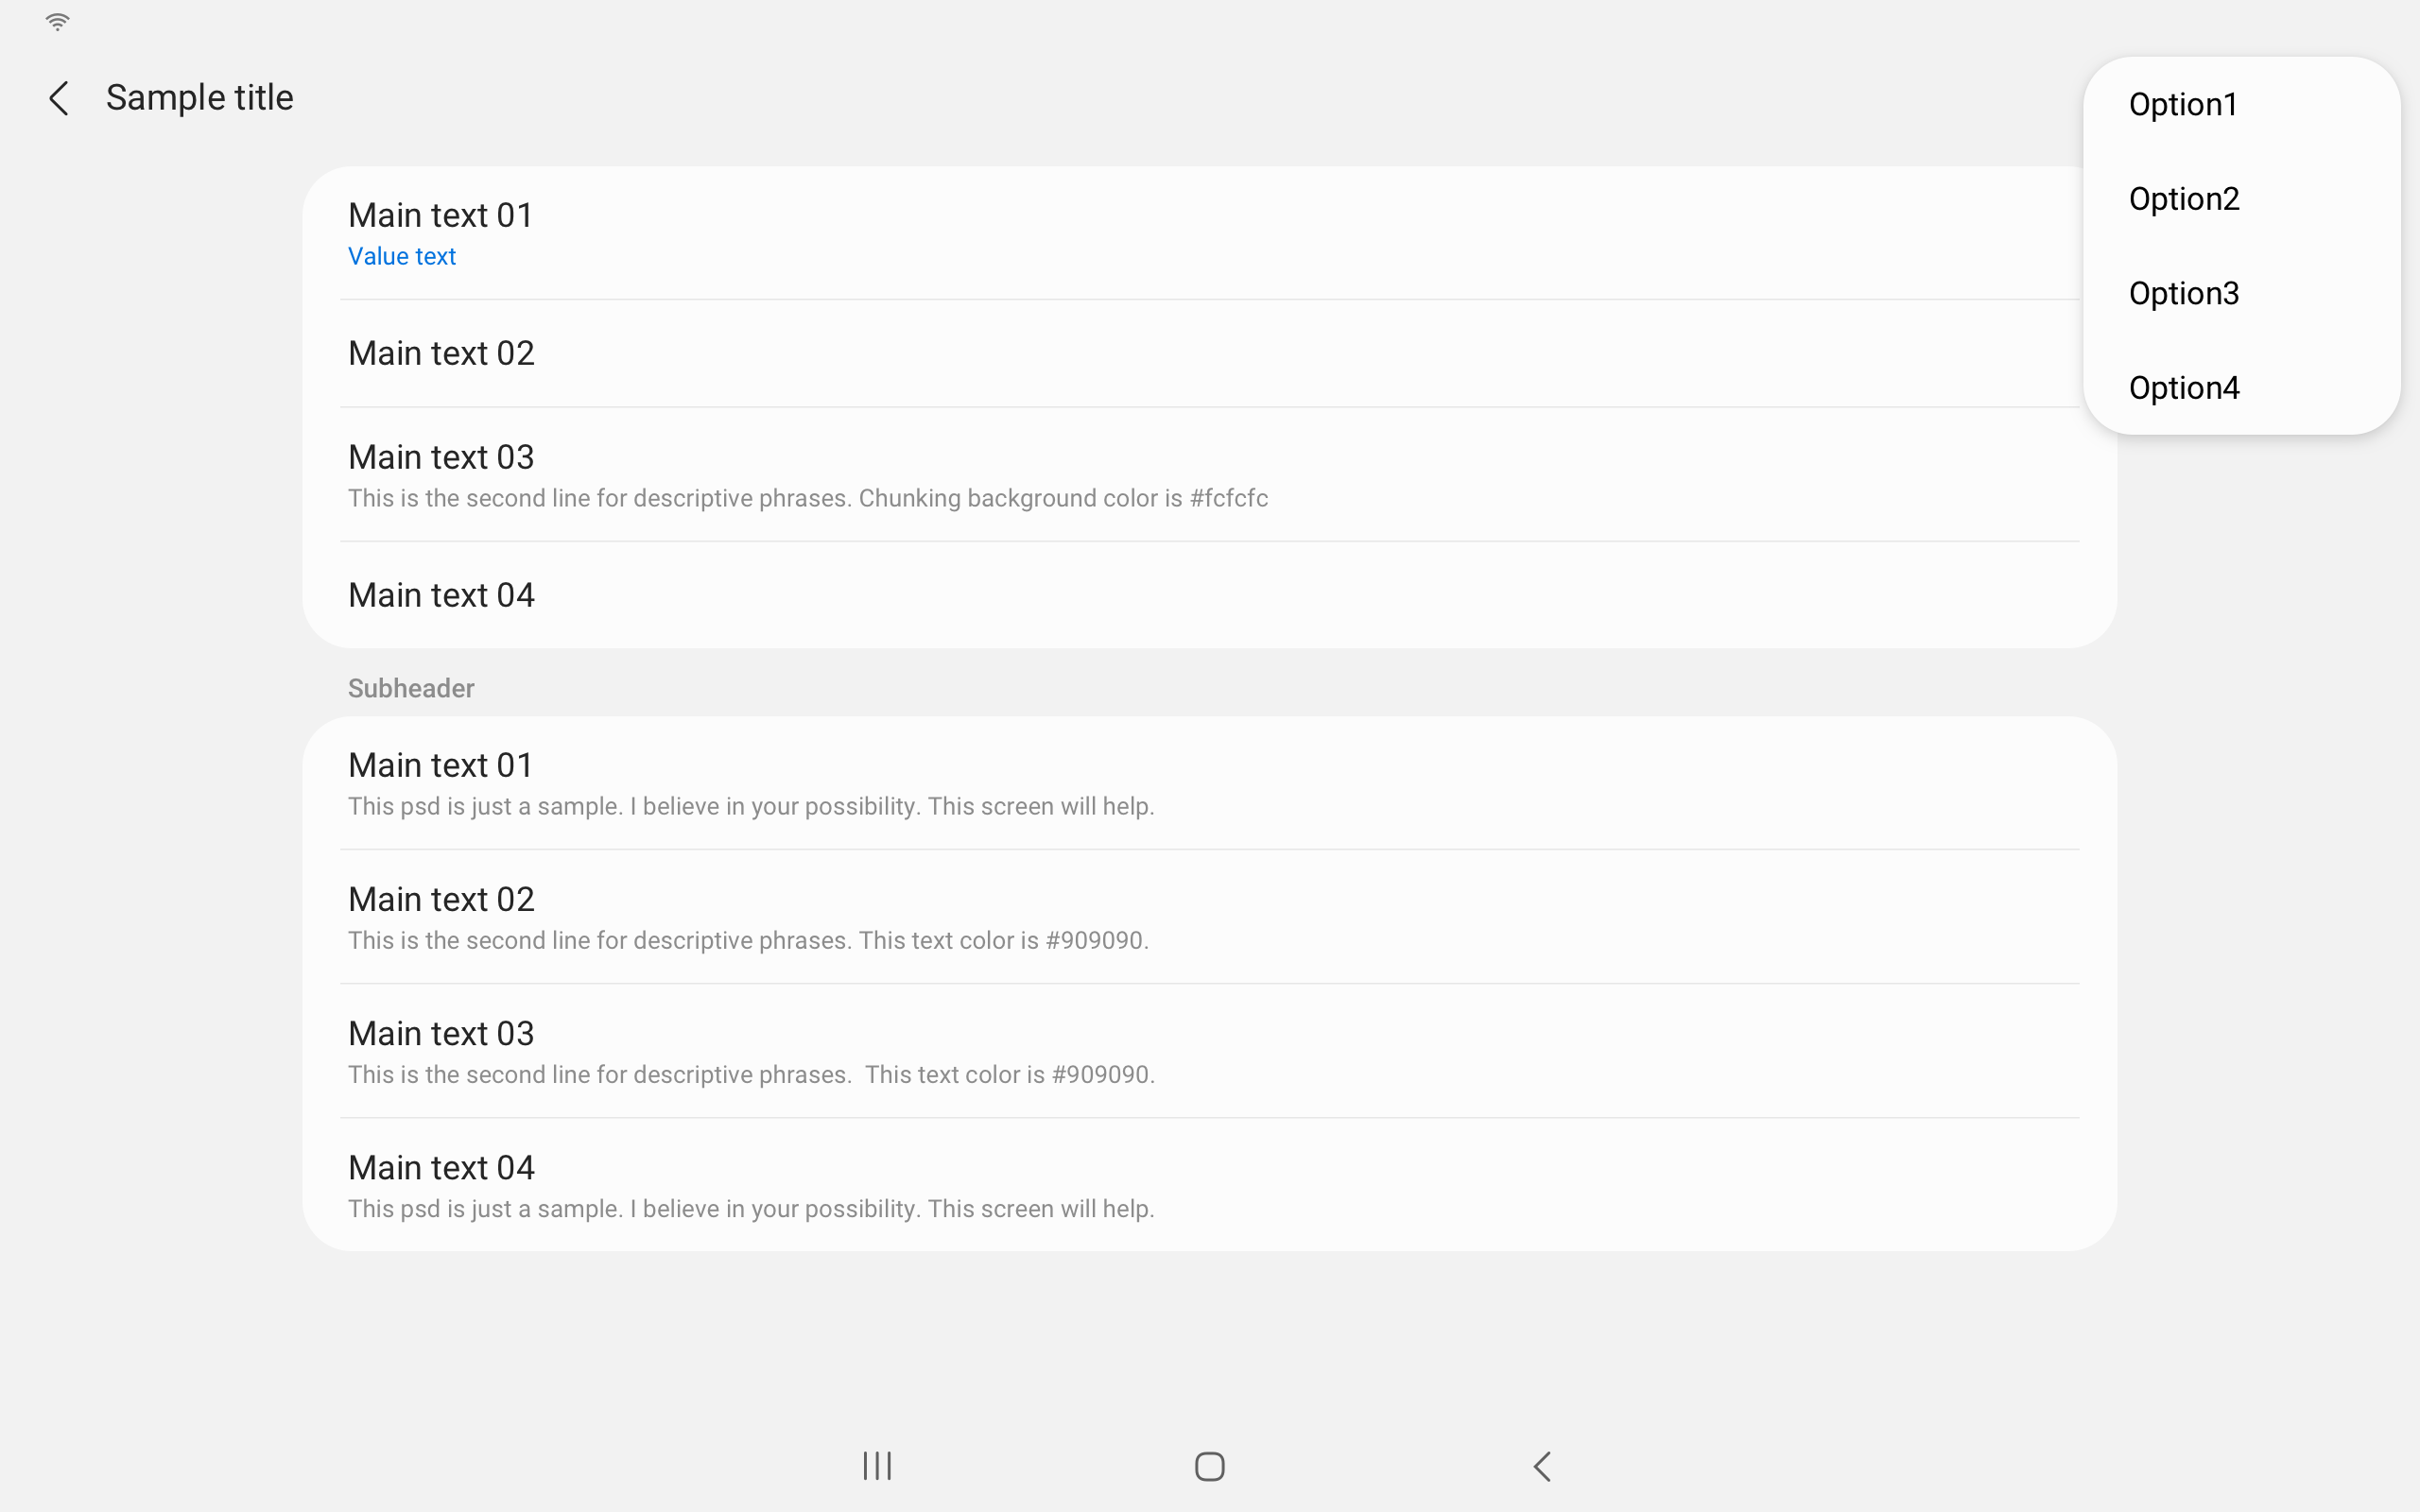 Sample title
Option1
Option2
Option3
Option4
Main text 01
Value text
Main text 02
Main text 03
This is the second line for descriptive phrases. Chunking background color is #fcfcfc
Main text 04
Subheader
Main text 01
This psd is just a sample. I believe in your possibility. This screen will help.
Main text 02
This is the second line for descriptive phrases. This text color is #909090.
Main text 03
This is the second line for descriptive phrases.  This text color is #909090.
Main text 04
This psd is just a sample. I believe in your possibility. This screen will help.